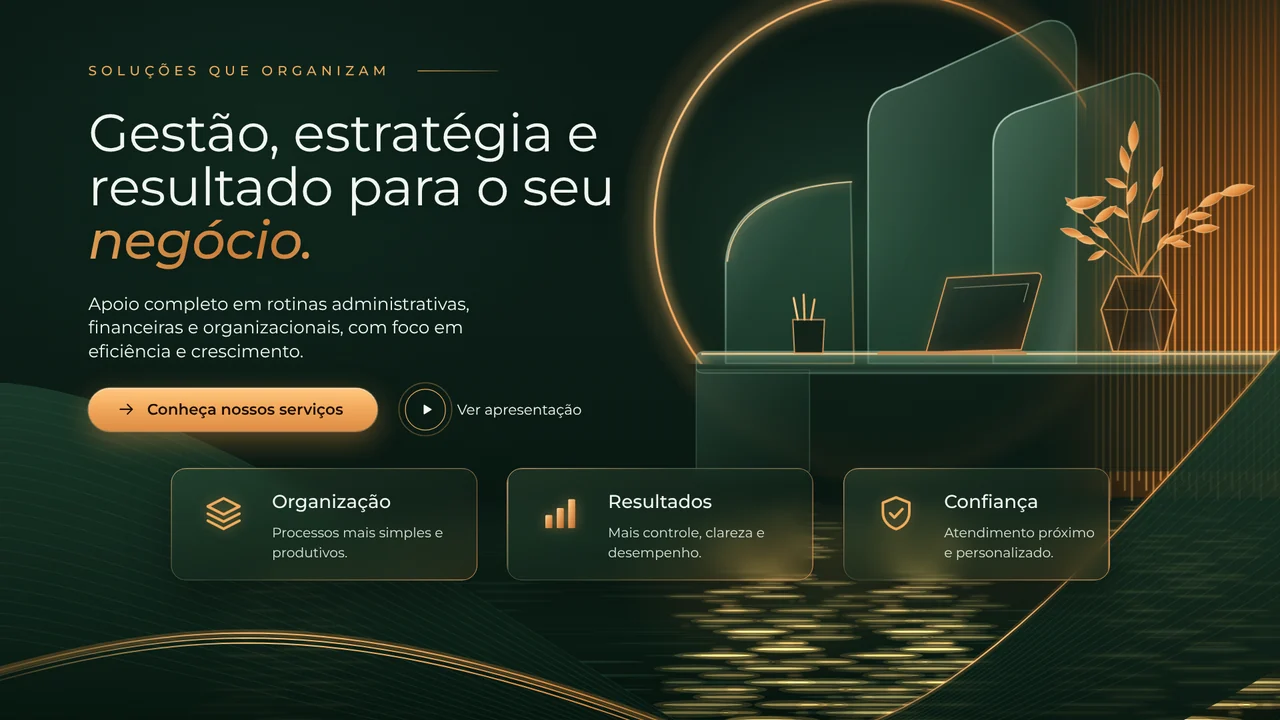 SOLUÇÕES QUE ORGANIZAM
Gestão, estratégia e
resultado para o seu
negócio.
Apoio completo em rotinas administrativas,
financeiras e organizacionais, com foco em
eficiência e crescimento.
Conheça nossos serviços
Ver apresentação
Organização
Processos mais simples e
produtivos.
Resultados
Mais controle, clareza e
desempenho.
Confiança
Atendimento próximo
e personalizado.